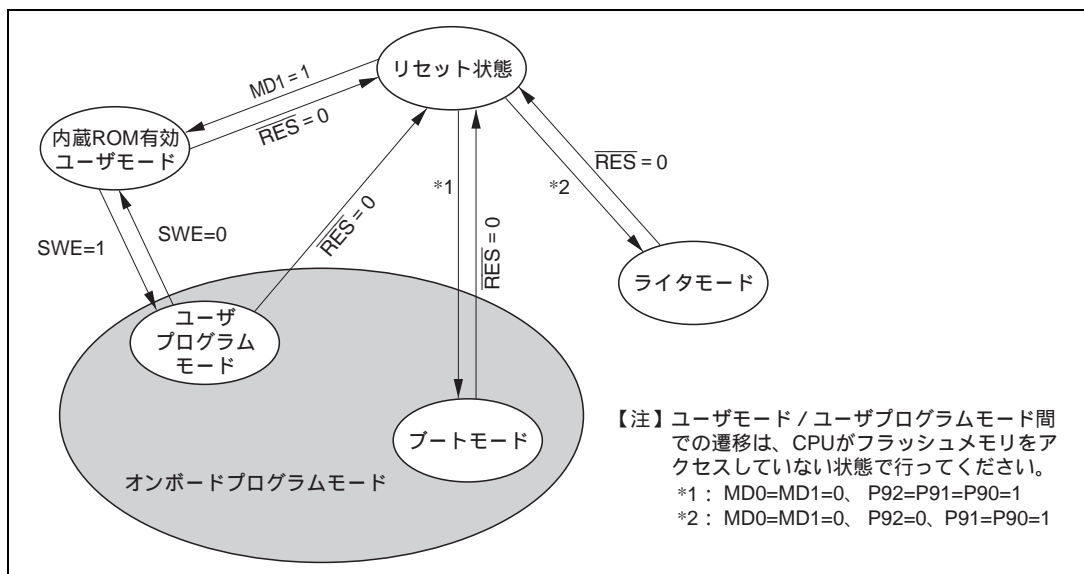 リセット状態
MD1 = 1
RES = 0
内蔵ROM有効
ユーザモード
*1
*2
RES = 0
RES = 0
RES = 0
SWE=1
SWE=0
ライタモード
ユーザ
プログラム
モード
ブートモード
オンボードプログラムモード
【注】ユーザモード / ユーザプログラムモード間
での遷移は、CPUがフラッシュメモリをア
クセスしていない状態で行ってください。
*1 : MD0=MD1=0、 P92=P91=P90=1
*2 : MD0=MD1=0、 P92=0、P91=P90=1